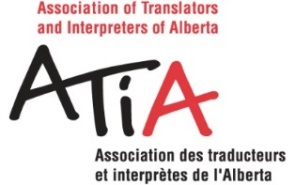 Association of Translators
and Interpreters of Alberta
ATiA
Association des traducteurs
et interprètes de l'Alberta